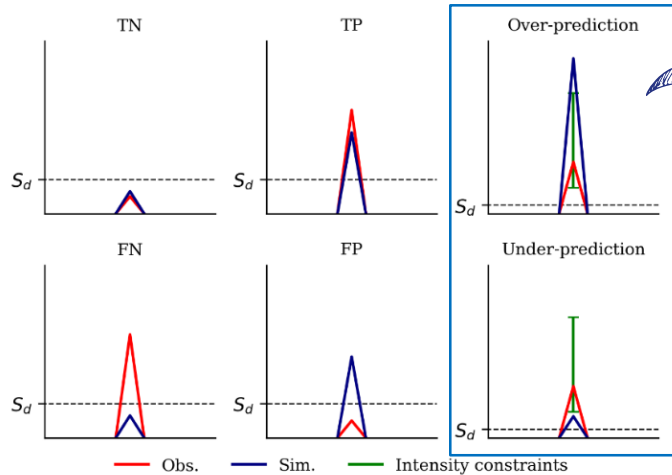 TN
TP
Over-prediction
S_d
S_d
S_d
FN
FP
Under-prediction
S_d
S_d
S_d
Obs.
Sim.
Intensity constraints